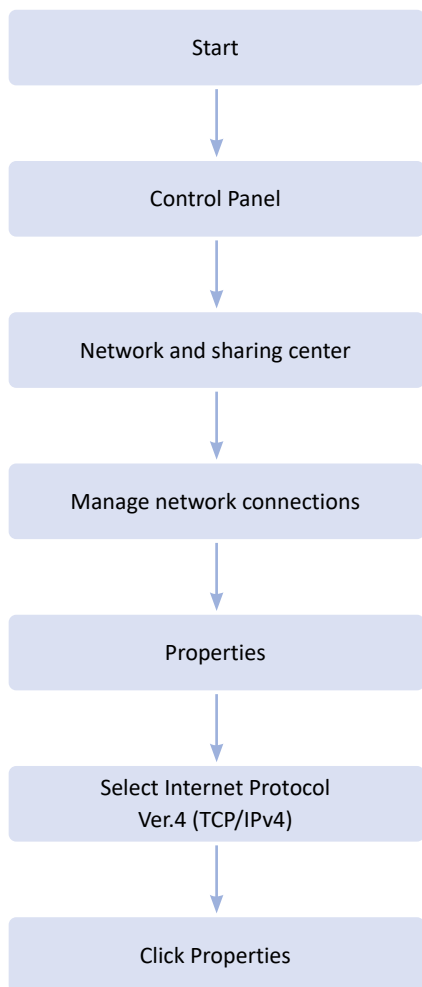 Start
Control Panel
Network and sharing center
Manage network connections
Properties
Select Internet Protocol
Ver.4 (TCP/IPv4)
Click Properties